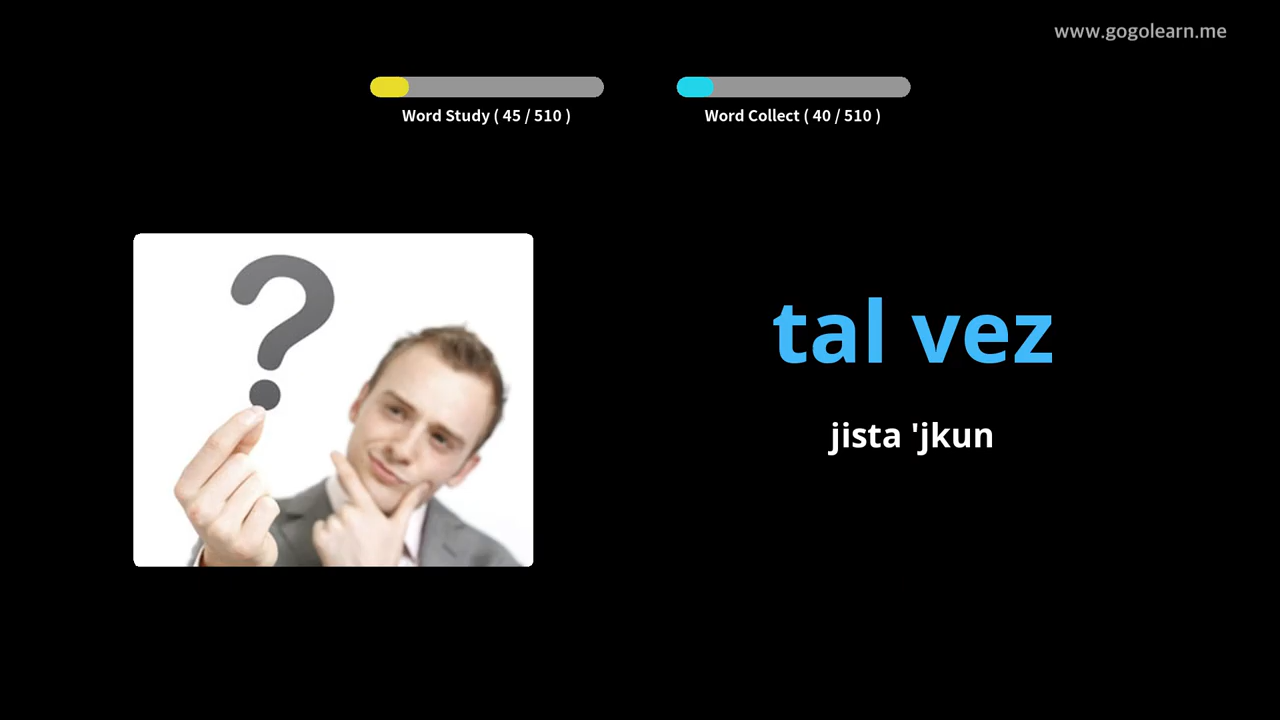 www.gogolearn.me
Word Study ( 45 / 510 )
Word Collect ( 40 / 510 )
?
tal vez
jista 'jkun